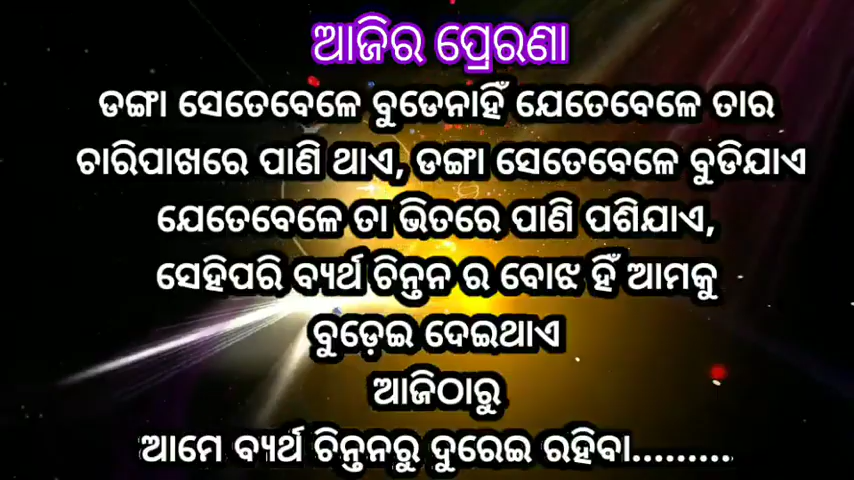 ଆଜିର ପ୍ରେରଣା
ଡଙ୍ଗା ସେତେବେଳେ ବୁଡେନାହିଁ ଯେତେବେଳେ ତାର
ଚାରିପାଖରେ ପାଣି ଥାଏ, ଡଙ୍ଗା ସେତେବେଳେ ବୁଡିଯାଏ
ଯେତେବେଳେ ତା ଭିତରେ ପାଣି ପଶିଯାଏ,
ସେହିପରି ବ୍ୟର୍ଥ ଚିନ୍ତନ ର ବୋଝ ହିଁ ଆମକୁ
ବୁଡ଼େଇ ଦେଇଥାଏ
ଆଜିଠାରୁ
ଆମେ ବ୍ୟର୍ଥ ଚିନ୍ତନରୁ ଦୁରେଇ ରହିବା.........